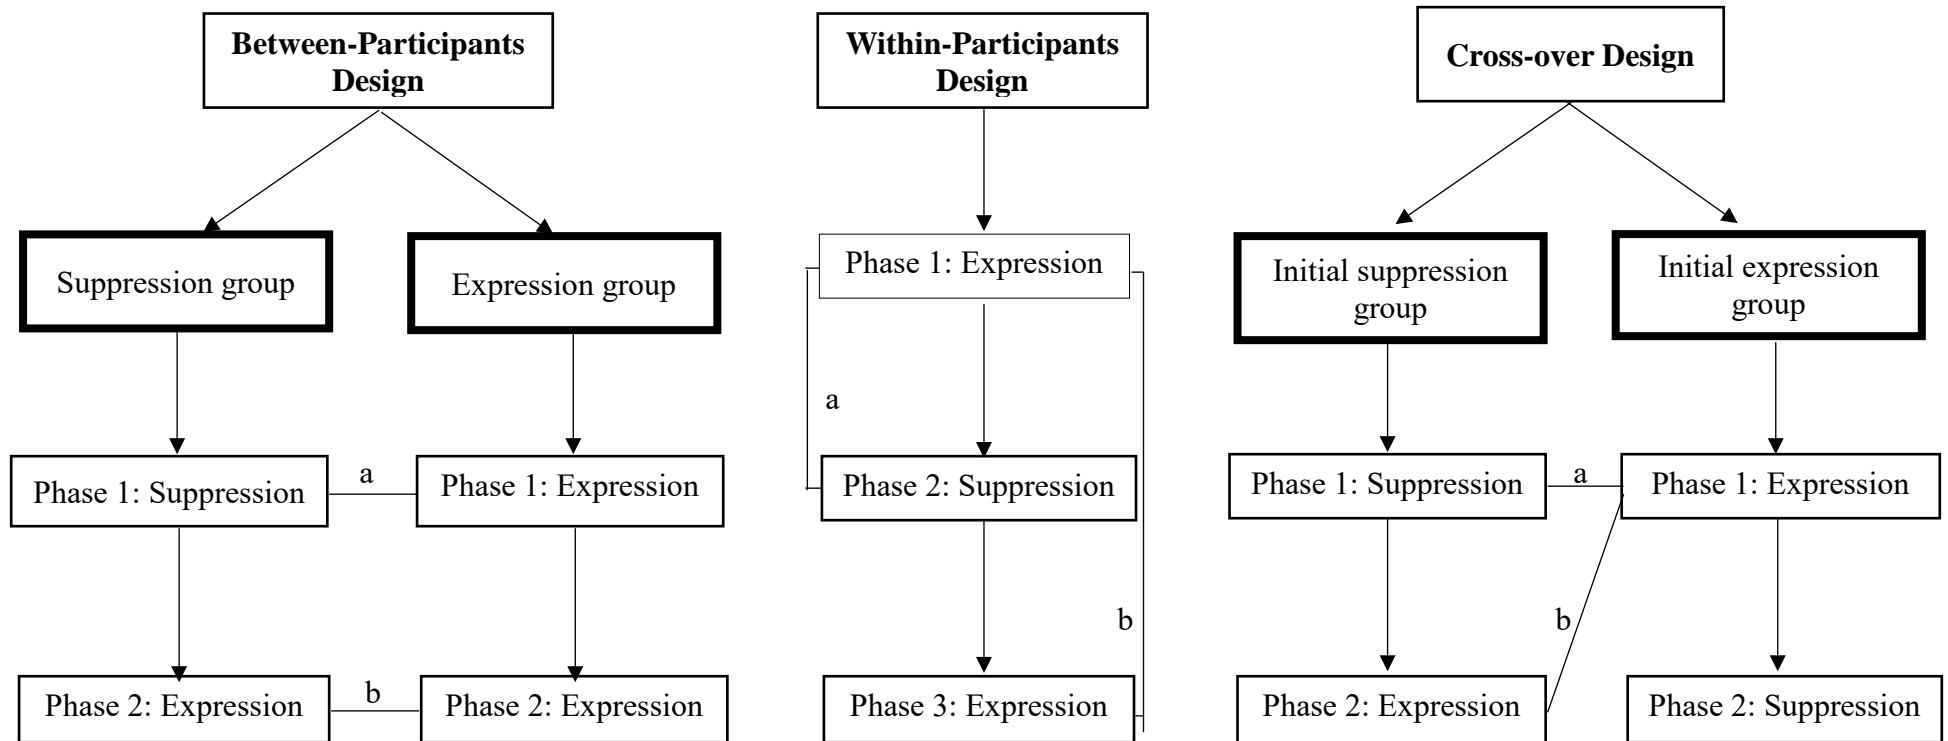 Between-Participants
Design
Suppression group
Expression group
Phase 1: Suppression
a
Phase 1: Expression
Phase 2: Expression
b
Phase 2: Expression
Within-Participants
Design
Phase 1: Expression
a
Phase 2: Suppression
b
Phase 3: Expression
Cross-over Design
Initial suppression
group
Initial expression
group
Phase 1: Suppression
a
Phase 1: Expression
b
Phase 2: Expression
Phase 2: Suppression